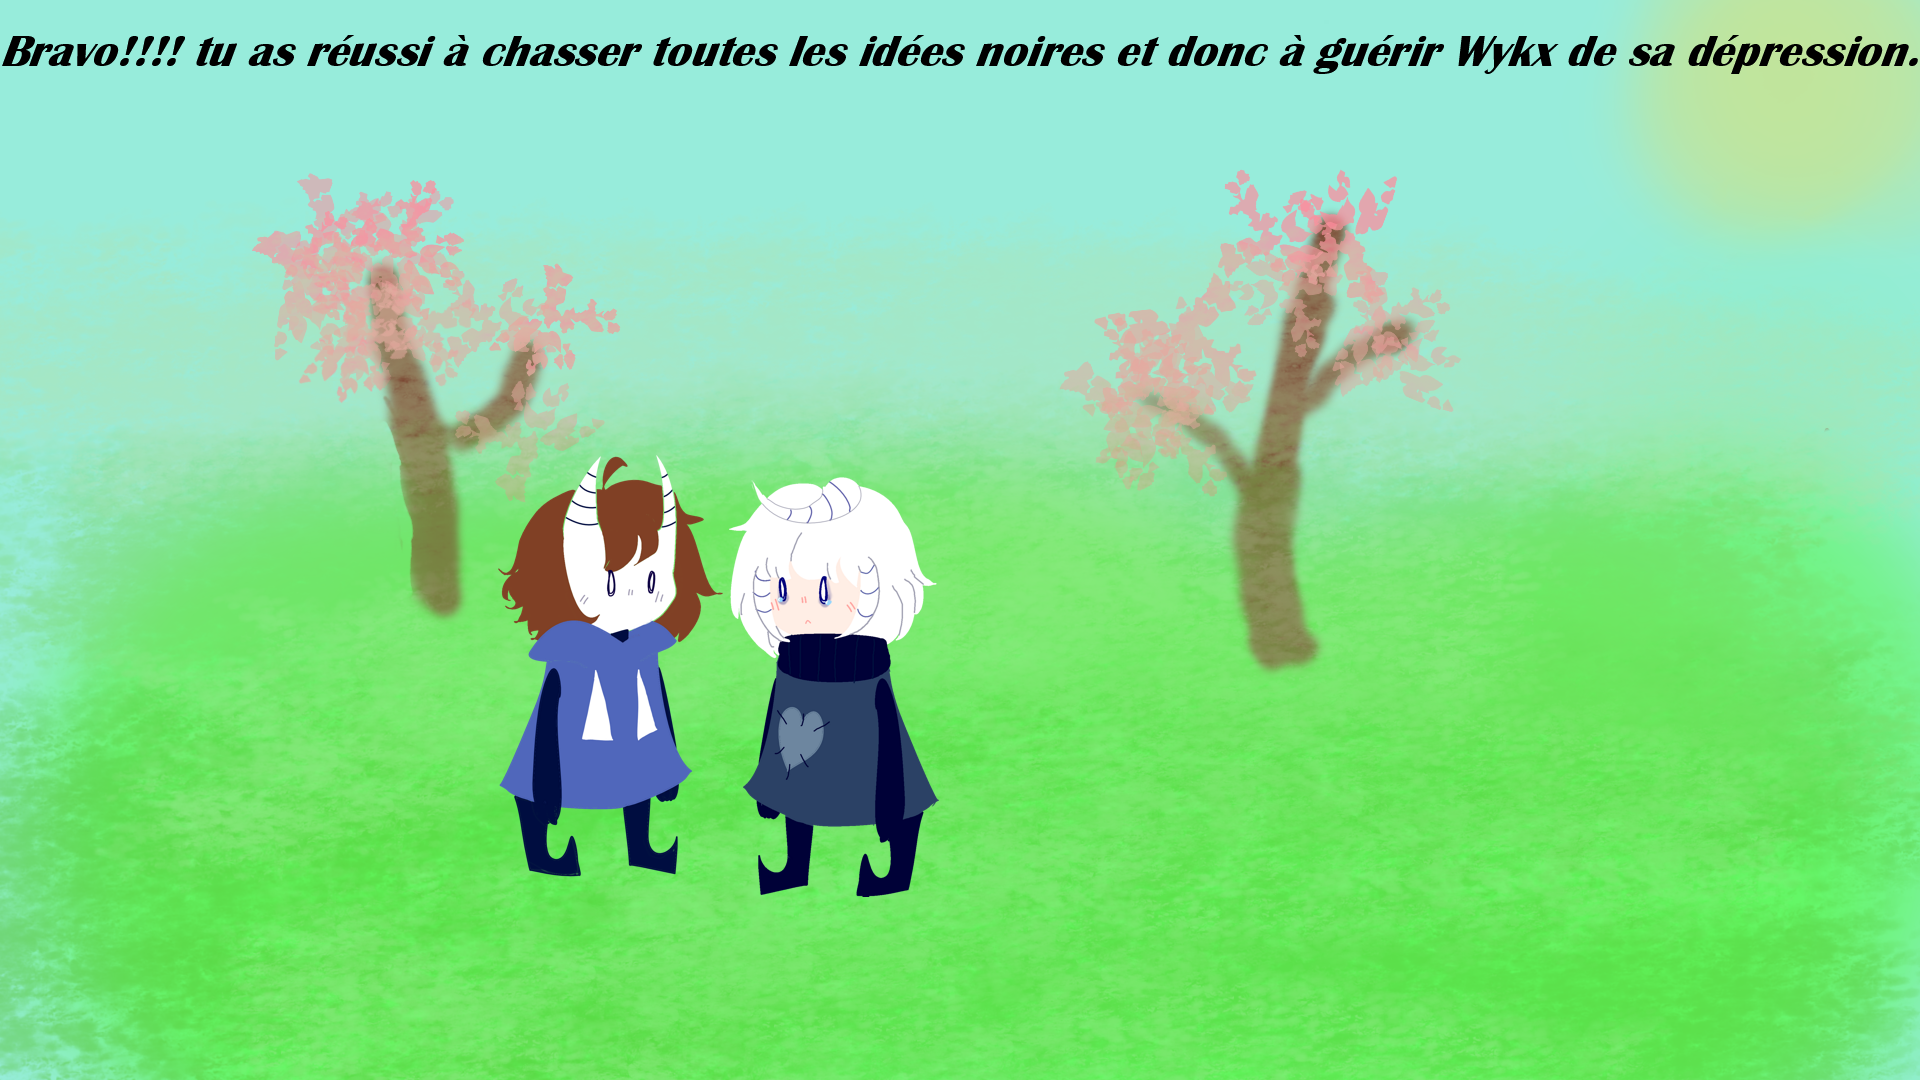 Bravo!!!! tu as réussi à chasser toutes les idées noires et donc à guérir Wykx de sa dépression.